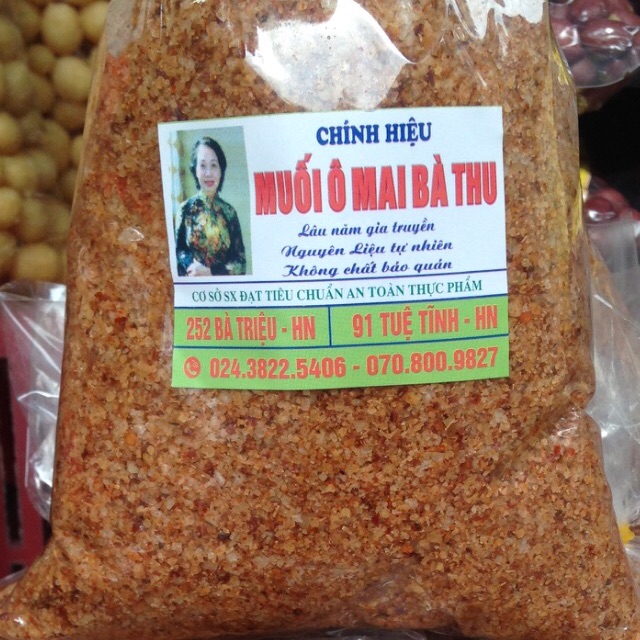 CHÍNH HIỆU
MUỐI Ô MAI BÀ THU
Lâu năm gia truyền
Nguyên Liệu tự nhiên
Không chất bảo quản
CƠ SỞ SX ĐẠT TIÊU CHUẨN AN TOÀN THỰC PHẨM
252 BÀ TRIỆU - HN
91 TUỆ TĨNH - HN
024.3822.5406 - 070.800.9827